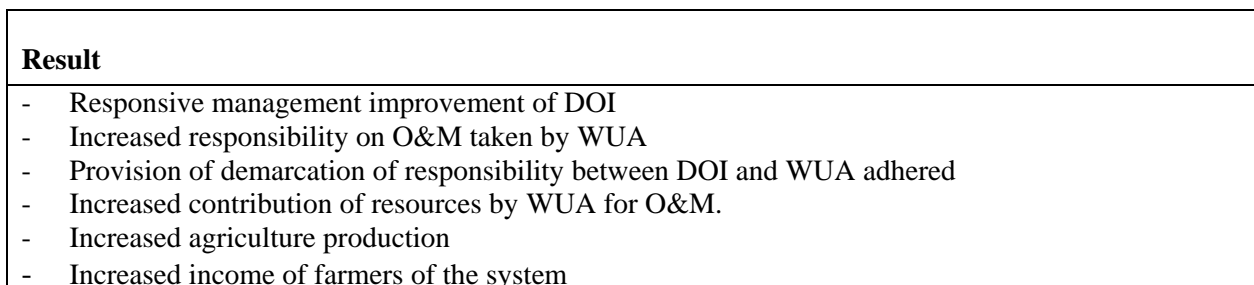 Result
- Responsive management improvement of DOI
- Increased responsibility on O&M taken by WUA
- Provision of demarcation of responsibility between DOI and WUA adhered
- Increased contribution of resources by WUA for O&M.
- Increased agriculture production
- Increased income of farmers of the system